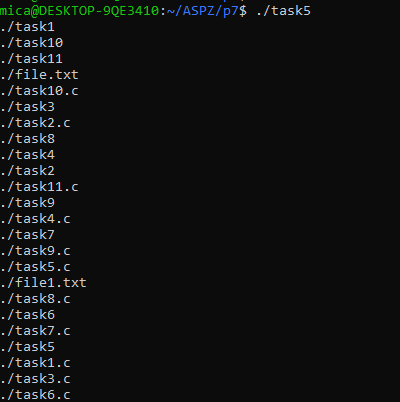 mica@DESKTOP-9QE3410:~/ASPZ/p7$ ./task5
./task1
./task10
./task11
./file.txt
./task10.c
./task3
./task2.c
./task8
./task4
./task2
./task11.c
./task9
./task4.c
./task7
./task9.c
./task5.c
./file1.txt
./task8.c
./task6
./task7.c
./task5
./task1.c
./task3.c
./task6.c